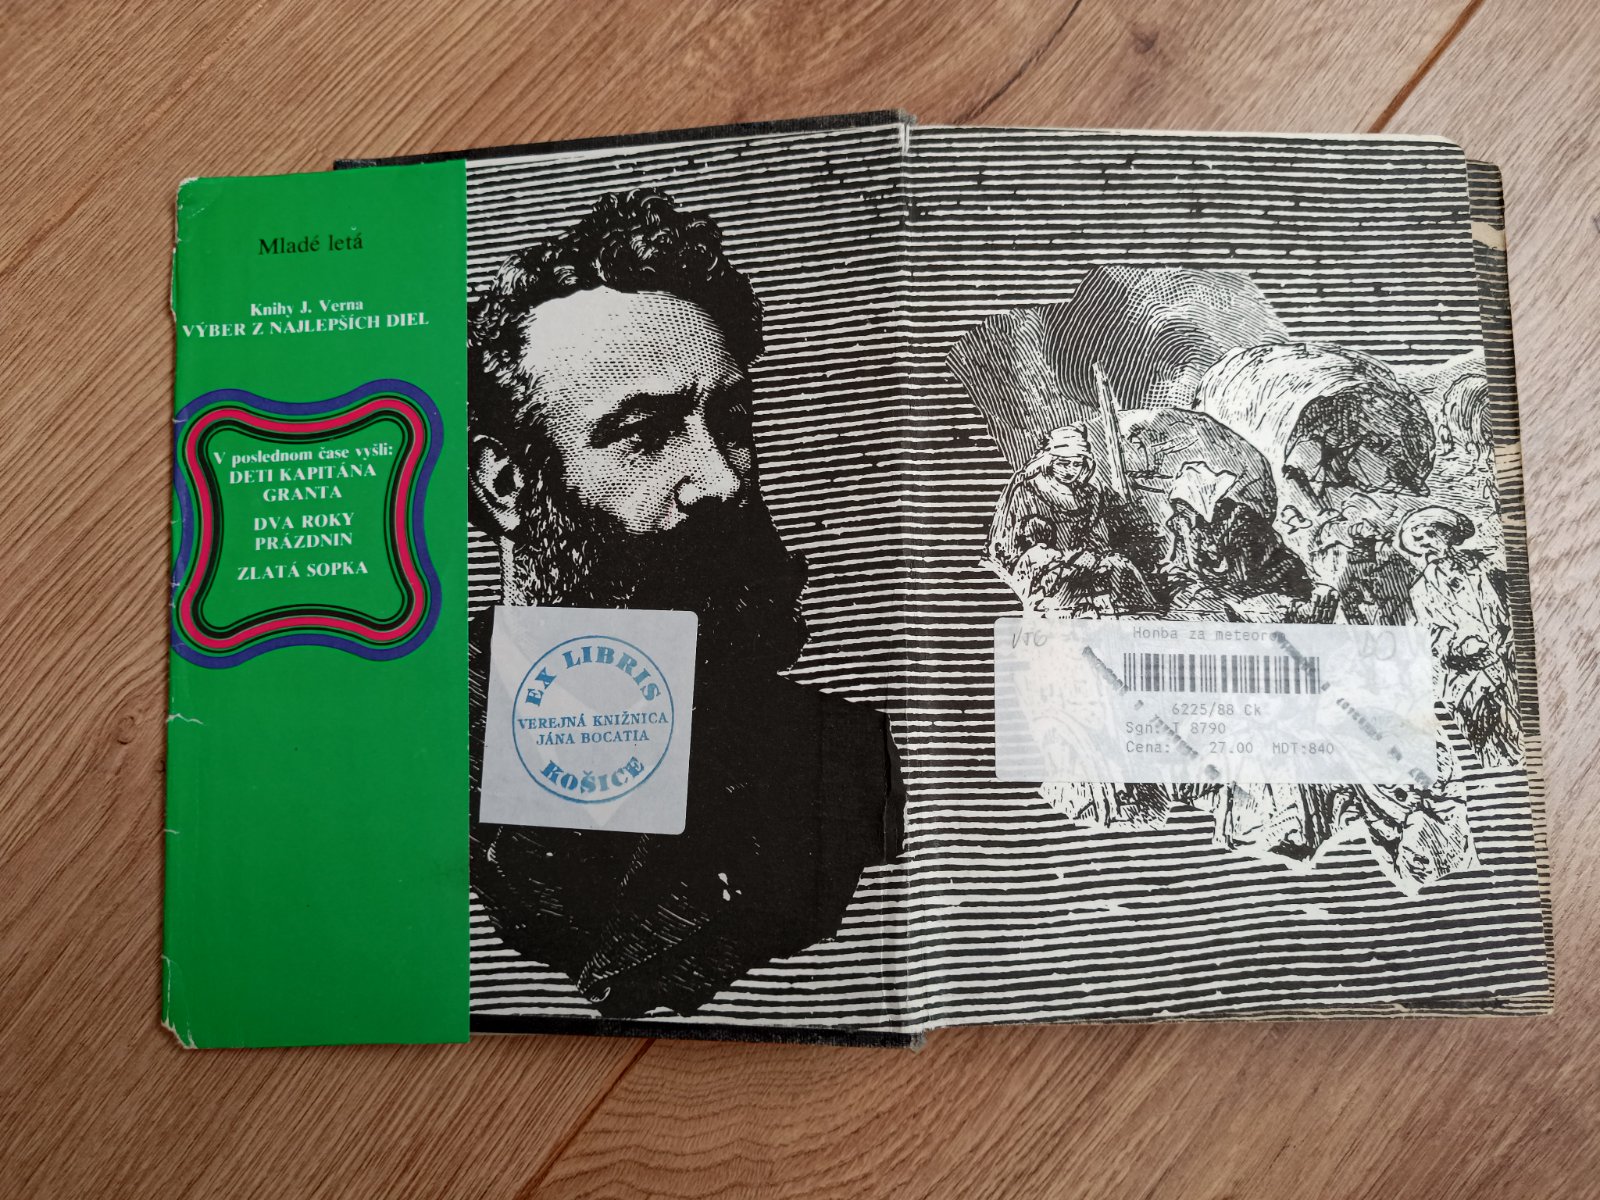 Mladé letá
Knihy J. Verna
VÝBER Z NAJLEPŠÍCH DIEL
V poslednom čase vyšli:
DETI KAPITÁNA
GRANTA
DVA ROKY
PRÁZDNIN
ZLATÁ SOPKA
EX LIBRIS
VEREJNÁ KNIŽNICA
JÁNA BOCATIA
KOŠICE
Honba za meteorom
6225/88 Ck
Sgn: T 8790
Cena: 27.00 MDT:840